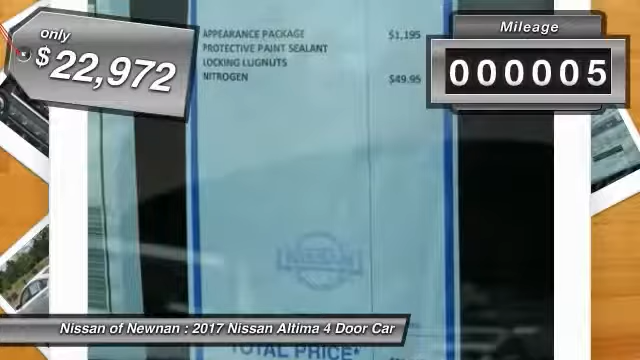 only
$22,972
Mileage
000005
APPEARANCE PACKAGE $1,195
PROTECTIVE PAINT SEALANT
LOCKING LUGNUTS
NITROGEN $49.95
NISSAN
Nissan of Newnan : 2017 Nissan Altima 4 Door Car
TOTAL PRICE*